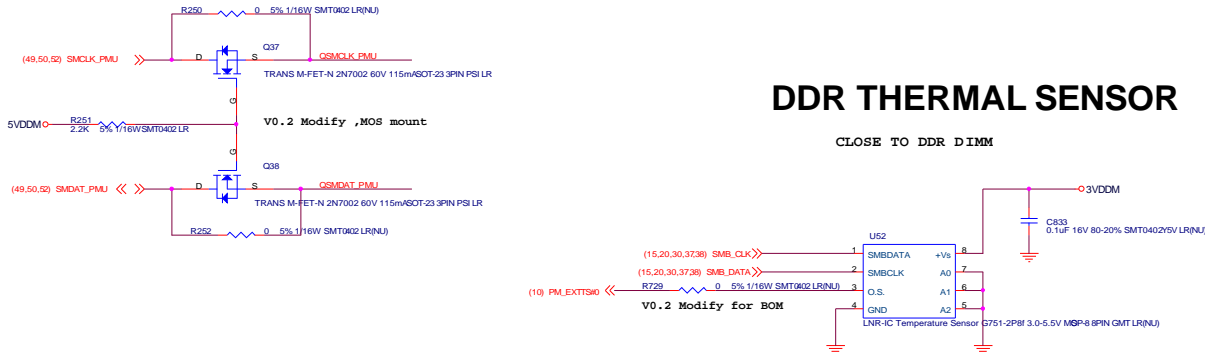 R250
0 5% 1/16W SMT0402 LR(NU)
Q37
(49,50,52) SMCLK_PMU
D
S
QSMCLK_PMU
TRANS M-FET-N 2N7002 60V 115mASOT-23 3PIN PSI LR
G
5VDDM
R251
2.2K 5% 1/16W SMT0402 LR
V0.2 Modify ,MOS mount
G
Q38
(49,50,52) SMDAT_PMU
D
S
QSMDAT_PMU
TRANS M-FET-N 2N7002 60V 115mASOT-23 3PIN PSI LR
R252
0 5% 1/16W SMT0402 LR(NU)
DDR THERMAL SENSOR
CLOSE TO DDR DIMM
3VDDM
C833
0.1uF 16V 80-20% SMT0402Y5V LR(NU)
U52
(15,20,30,37,38) SMB_CLK
1
SMBDATA
+Vs
8
(15,20,30,37,38) SMB_DATA
2
SMBCLK
A0
7
(10) PM_EXTTS#0
R729
0 5% 1/16W SMT0402 LR(NU)
3
O.S.
A1
6
V0.2 Modify for BOM
4
GND
A2
5
LNR-IC Temperature Sensor G751-2P8f 3.0-5.5V MSOP-8 8PIN GMT LR(NU)